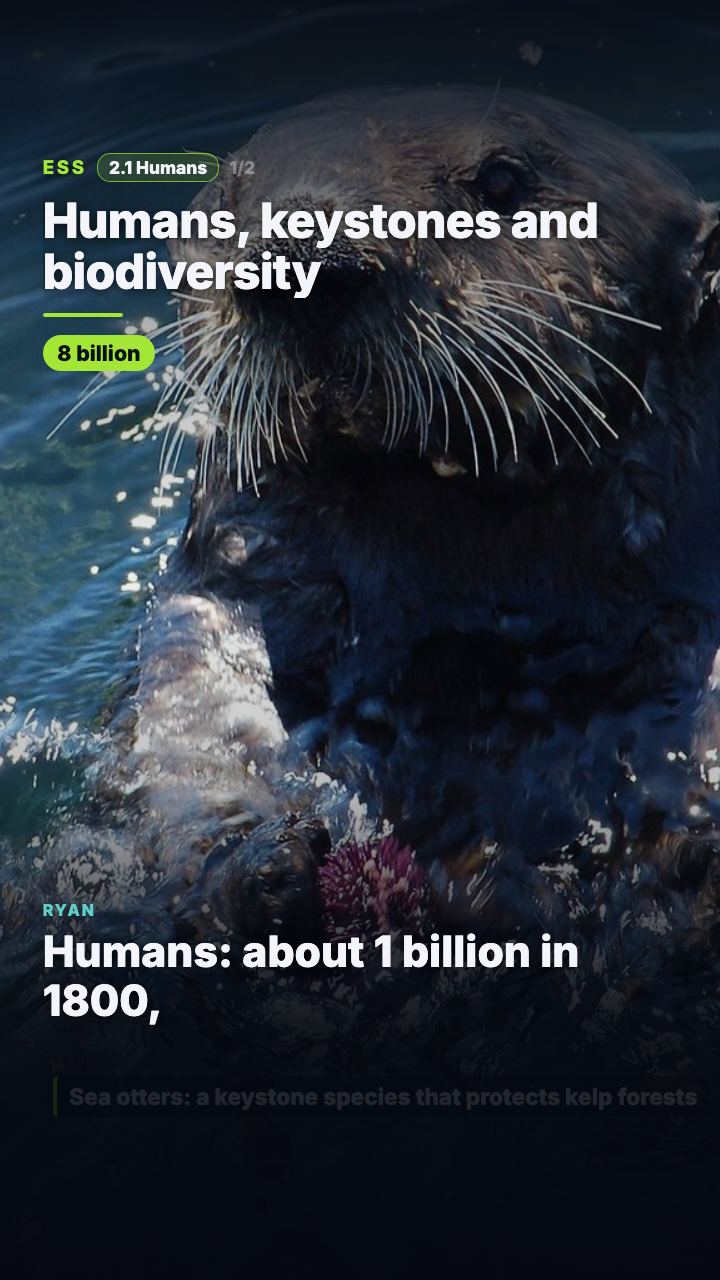 ESS 2.1 Humans 1/2
Humans, keystones and
biodiversity
8 billion
RYAN
Humans: about 1 billion in
1800,
Sea otters: a keystone species that protects kelp forests